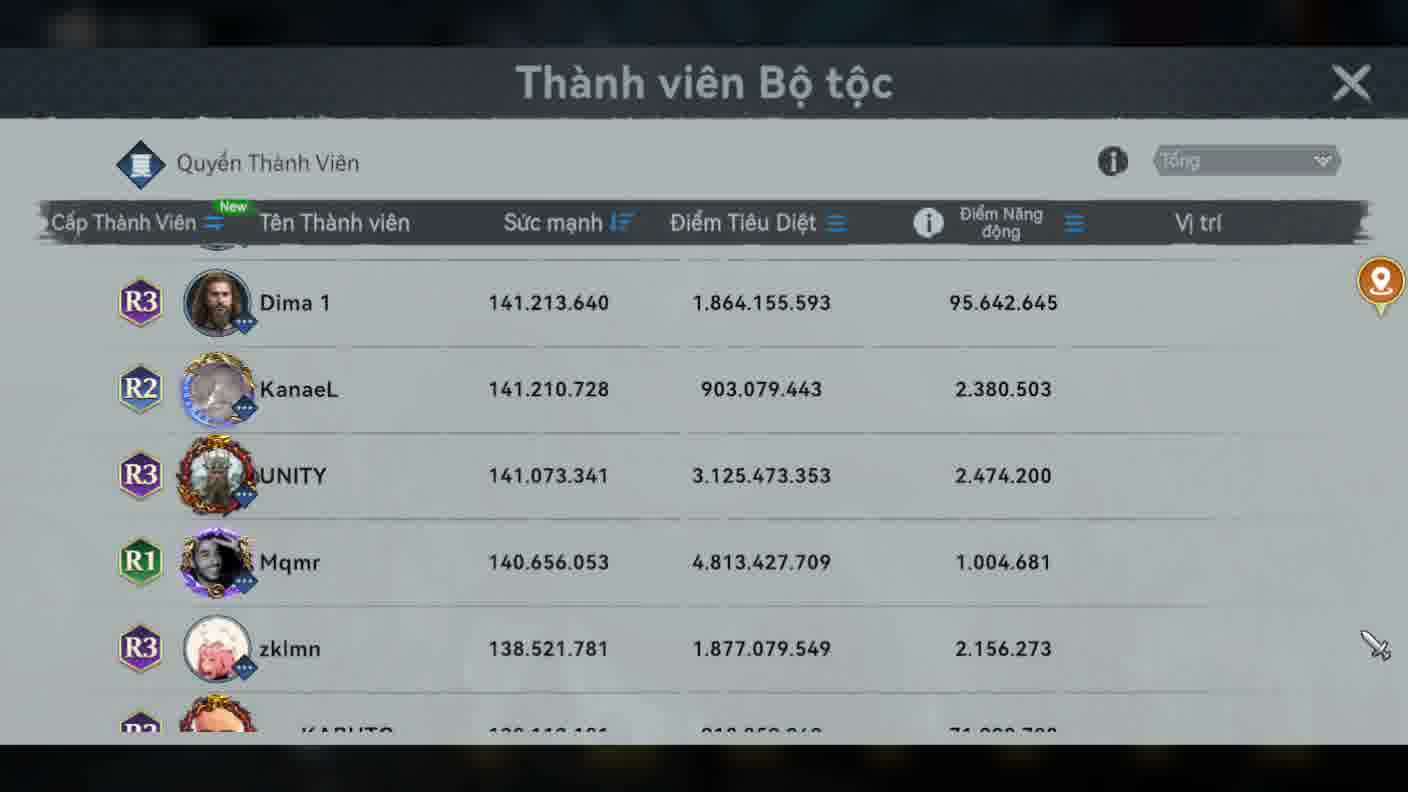 Thành viên Bộ tộc
Quyển Thành Viên
Tổng
Cấp Thành Viên New Tên Thành viên Sức mạnh Điểm Tiêu Diệt Điểm Năng động Vị trí
R3 Dima 1 141.213.640 1.864.155.593 95.642.645
R2 KanaeL 141.210.728 903.079.443 2.380.503
R3 UNITY 141.073.341 3.125.473.353 2.474.200
R1 Mqmr 140.656.053 4.813.427.709 1.004.681
R3 zklmn 138.521.781 1.877.079.549 2.156.273
KABUTO